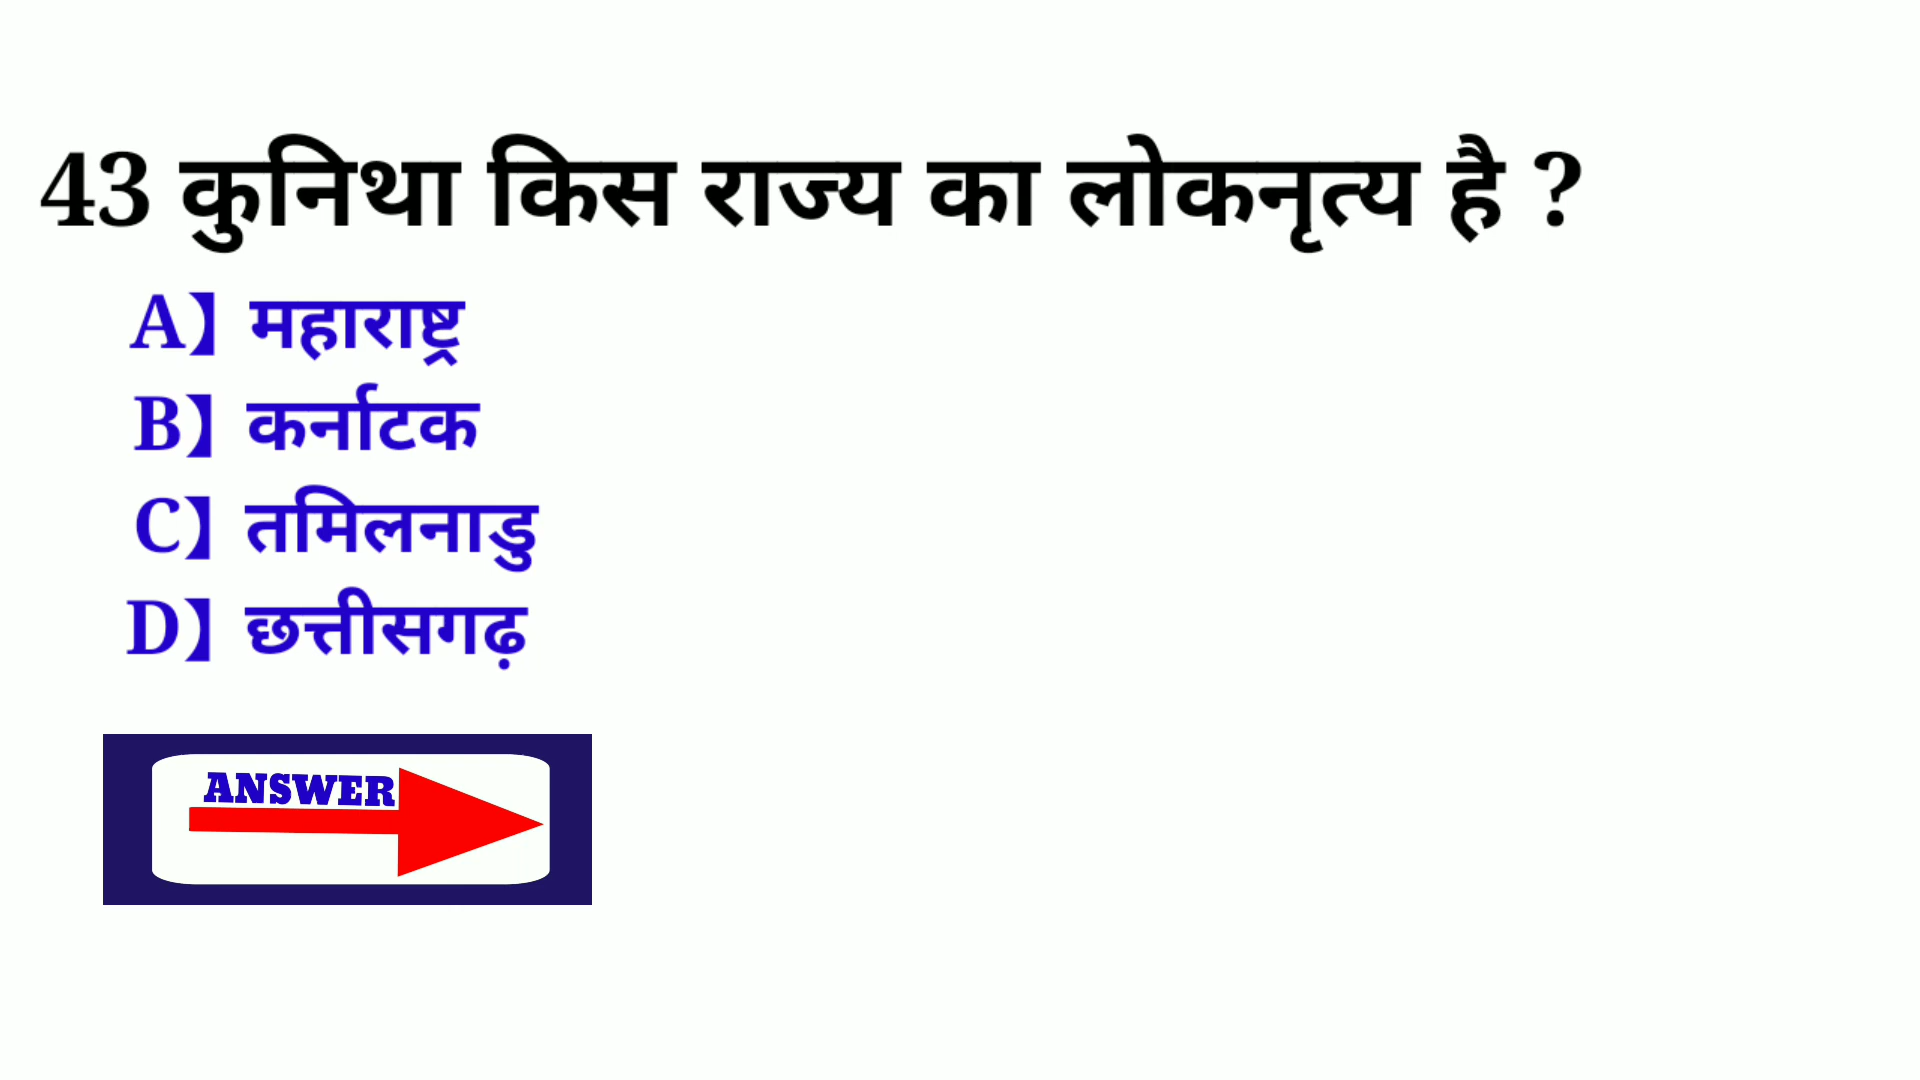 43 कुनिथा किस राज्य का लोकनृत्य है ?
A】महाराष्ट्र
B】कर्नाटक
C】तमिलनाडु
D】छत्तीसगढ़
ANSWER